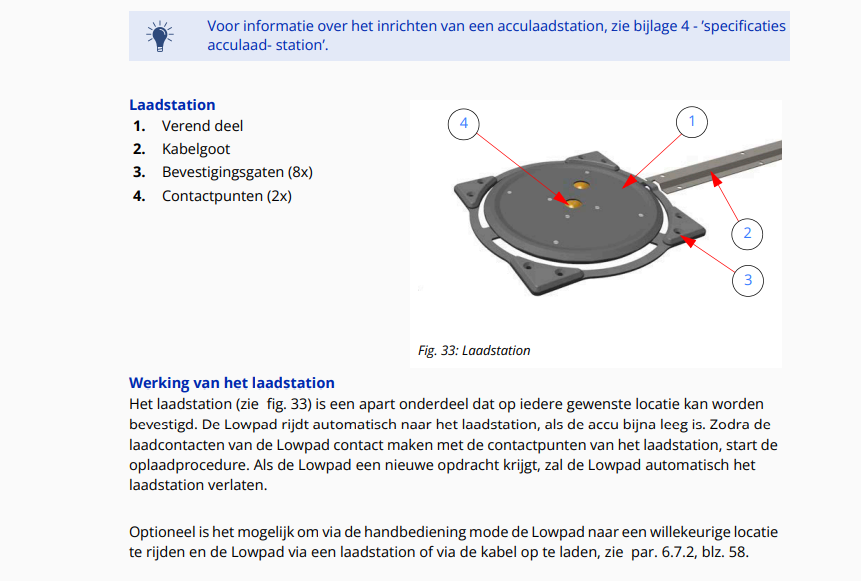 Voor informatie over het inrichten van een acculaadstation, zie bijlage 4 - ‘specificaties
acculaad- station’.
Laadstation
1. Verend deel
2. Kabelgoot
3. Bevestigingsgaten (8x)
4. Contactpunten (2x)
4
1
2
3
Fig. 33: Laadstation
Werking van het laadstation
Het laadstation (zie fig. 33) is een apart onderdeel dat op iedere gewenste locatie kan worden
bevestigd. De Lowpad rijdt automatisch naar het laadstation, als de accu bijna leeg is. Zodra de
laadcontacten van de Lowpad contact maken met de contactpunten van het laadstation, start de
oplaadprocedure. Als de Lowpad een nieuwe opdracht krijgt, zal de Lowpad automatisch het
laadstation verlaten.
Optioneel is het mogelijk om via de handbediening mode de Lowpad naar een willekeurige locatie
te rijden en de Lowpad via een laadstation of via de kabel op te laden, zie par. 6.7.2, blz. 58.